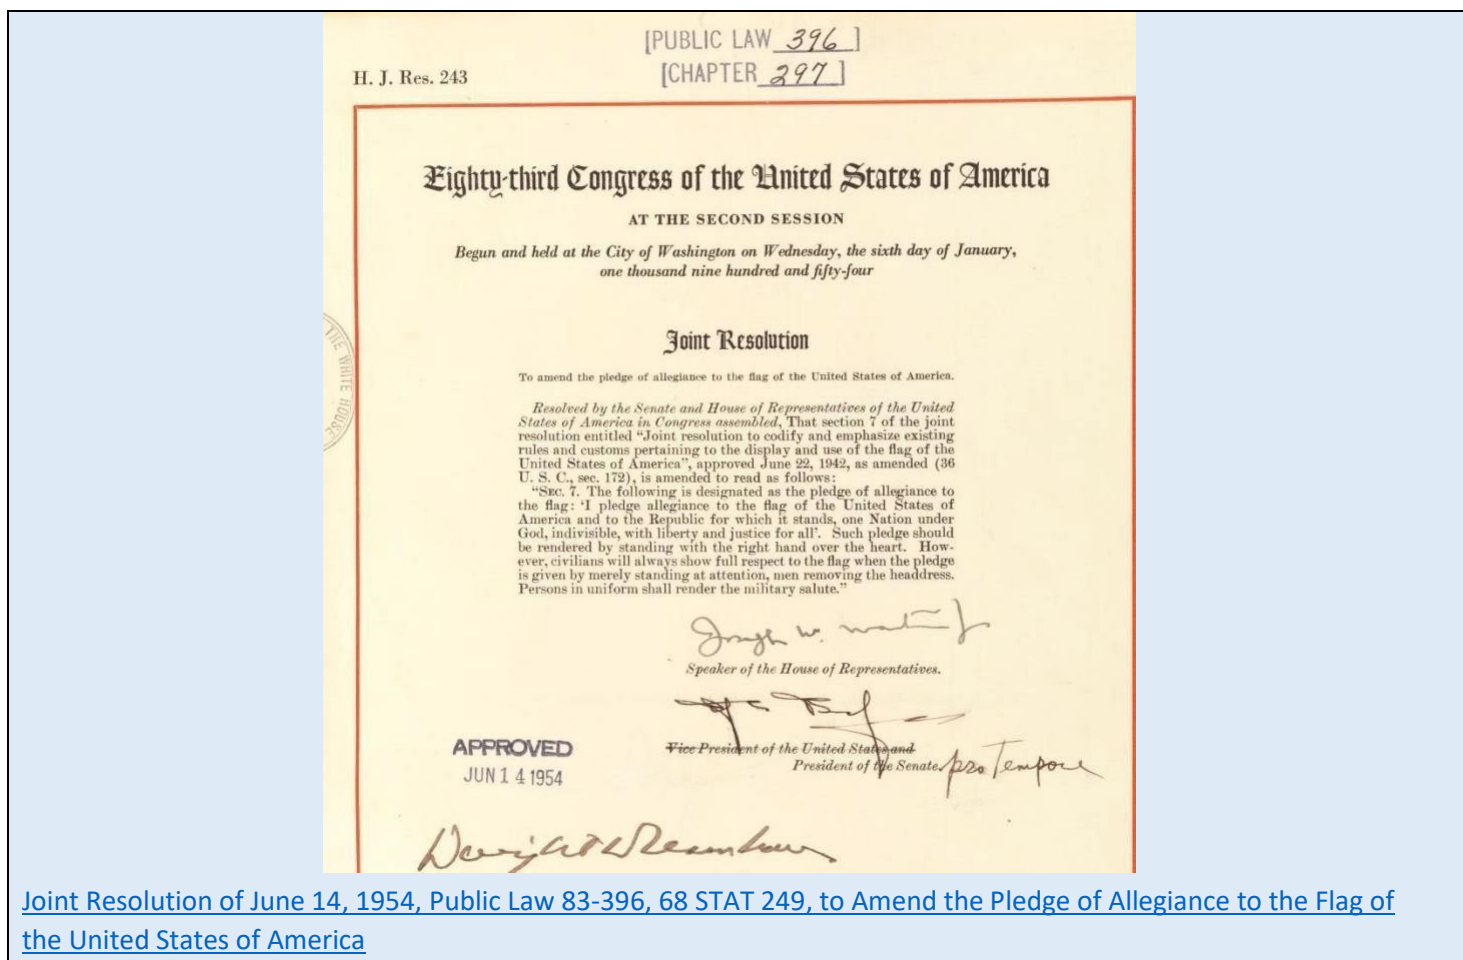 [PUBLIC LAW 396 ]
[CHAPTER 297 ]
H. J. Res. 243
Eighty-third Congress of the United States of America
AT THE SECOND SESSION
Begun and held at the City of Washington on Wednesday, the sixth day of January,
one thousand nine hundred and fifty-four
THE WHITE HOUSE
Joint Resolution
To amend the pledge of allegiance to the flag of the United States of America.
Resolved by the Senate and House of Representatives of the United
States of America in Congress assembled, That section 7 of the joint
resolution entitled “Joint resolution to codify and emphasize existing
rules and customs pertaining to the display and use of the flag of the
United States of America”, approved June 22, 1942, as amended (36
U. S. C., sec. 172), is amended to read as follows:
“SEC. 7. The following is designated as the pledge of allegiance to
the flag: ‘I pledge allegiance to the flag of the United States of
America and to the Republic for which it stands, one Nation under
God, indivisible, with liberty and justice for all’. Such pledge should
be rendered by standing with the right hand over the heart. How-
ever, civilians will always show full respect to the flag when the pledge
is given by merely standing at attention, men removing the headdress.
Persons in uniform shall render the military salute.”
Joseph W. Martin Jr
Speaker of the House of Representatives.
Vice President of the United States and
President of the Senate. pro Tempore
APPROVED
JUN 14 1954
Dwight D Eisenhower
Joint Resolution of June 14, 1954, Public Law 83-396, 68 STAT 249, to Amend the Pledge of Allegiance to the Flag of
the United States of America